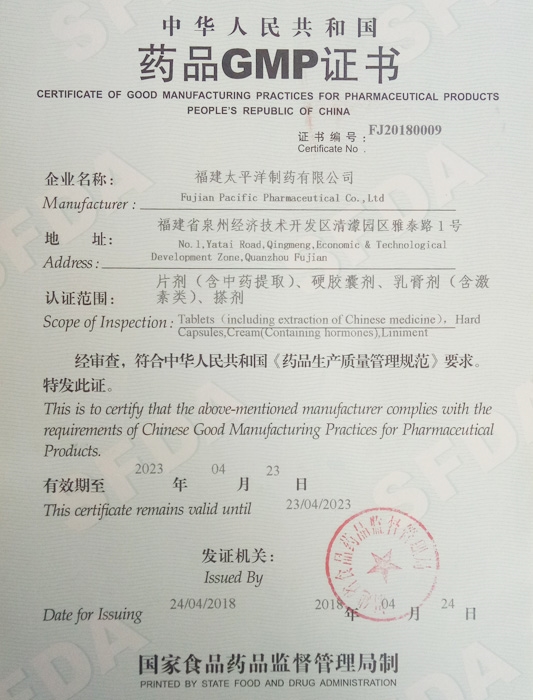 中华人民共和国
药品GMP证书
CERTIFICATE OF GOOD MANUFACTURING PRACTICES FOR PHARMACEUTICAL PRODUCTS
PEOPLE'S REPUBLIC OF CHINA
证书编号: FJ20180009
Certificate No .
企业名称: 福建太平洋制药有限公司
Manufacturer : Fujian Pacific Pharmaceutical Co.,Ltd
地 址: 福建省泉州经济技术开发区清濛园区雅泰路1号
No.1,Yatai Road,Qingmeng,Economic & Technological
Address : Development Zone,Quanzhou Fujian
认证范围: 片剂（含中药提取）、硬胶囊剂、乳膏剂（含激
素类）、搽剂
Scope of Inspection : Tablets（including extraction of Chinese medicine）, Hard
Capsules,Cream(Containing hormones),Liniment
经审查，符合中华人民共和国《药品生产质量管理规范》要求。
特发此证。
This is to certify that the above-mentioned manufacturer complies with the
requirements of Chinese Good Manufacturing Practices for Pharmaceutical
Products.
有效期至 2023 年 04 月 23 日
This certificate remains valid until 23/04/2023
发证机关:
Issued By
Date for Issuing 24/04/2018 2018 年 04 月 24 日
食品药品监督管理局
国家食品药品监督管理局制
PRINTED BY STATE FOOD AND DRUG ADMINISTRATION
SFDA